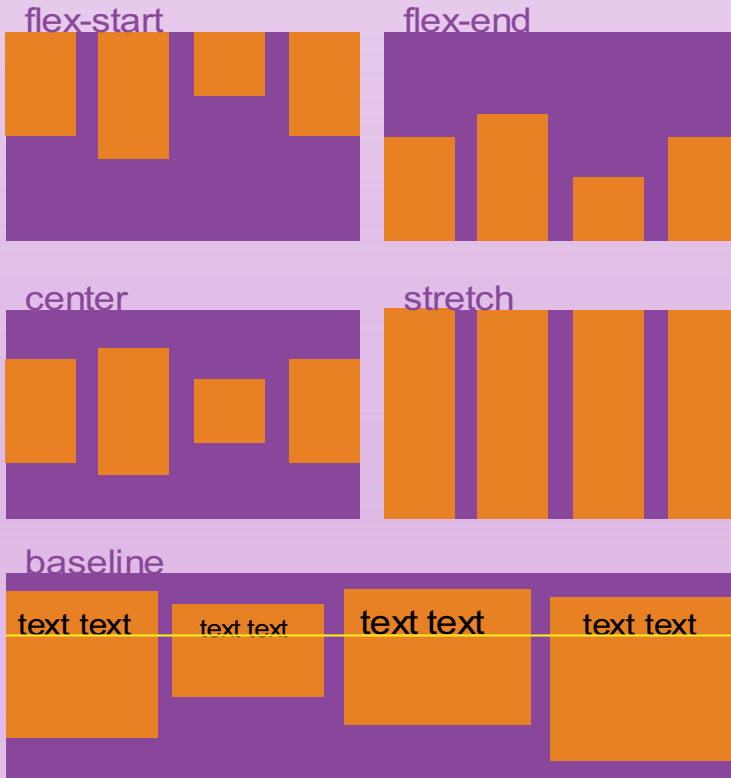 flex-start
flex-end
center
stretch
baseline
text text
text text
text text
text text